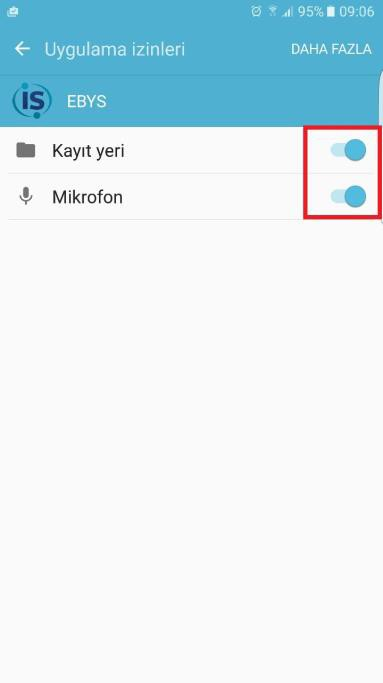 95% 09:06
Uygulama izinleri DAHA FAZLA
iS EBYS
Kayıt yeri
Mikrofon